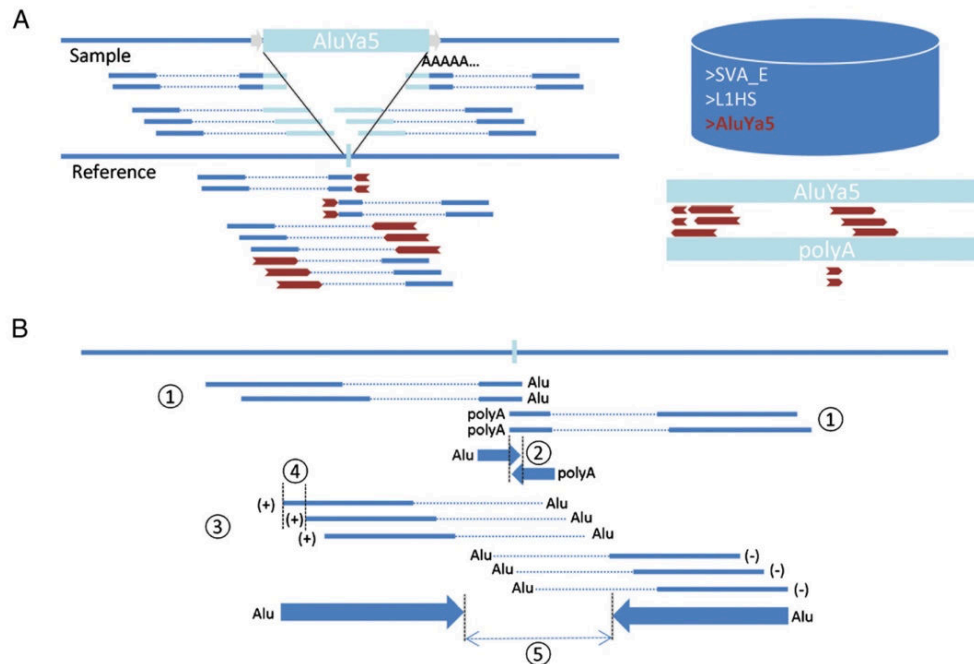 A
AluYa5
Sample
AAAAA...
>SVA_E
>L1HS
>AluYa5
Reference
AluYa5
polyA
B
① Alu
Alu
polyA ①
polyA
Alu ②
polyA
④
(+) Alu
③ (+) Alu
(+) Alu
Alu (-)
Alu (-)
Alu (-)
Alu Alu
⑤